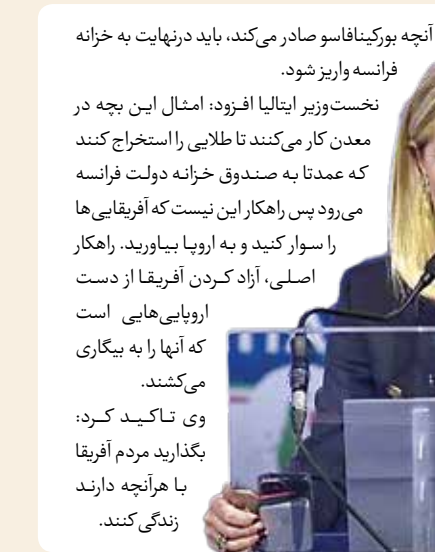 آنچه بورکینافاسو صادر می‌کند، باید درنهایت به خزانه
فرانسه واریز شود.
نخست‌وزیر ایتالیا افزود: امثال این بچه در
معدن کار می‌کنند تا طلایی را استخراج کنند
که عمدتا به صندوق خزانه دولت فرانسه
می‌رود پس راهکار این نیست که آفریقایی‌ها
را سوار کنید و به اروپا بیاورید. راهکار
اصلی، آزاد کردن آفریقا از دست
اروپایی‌هایی است
که آنها را به بیگاری
می‌کشند.
وی تاکید کرد:
بگذارید مردم آفریقا
با هرآنچه دارند
زندگی کنند.